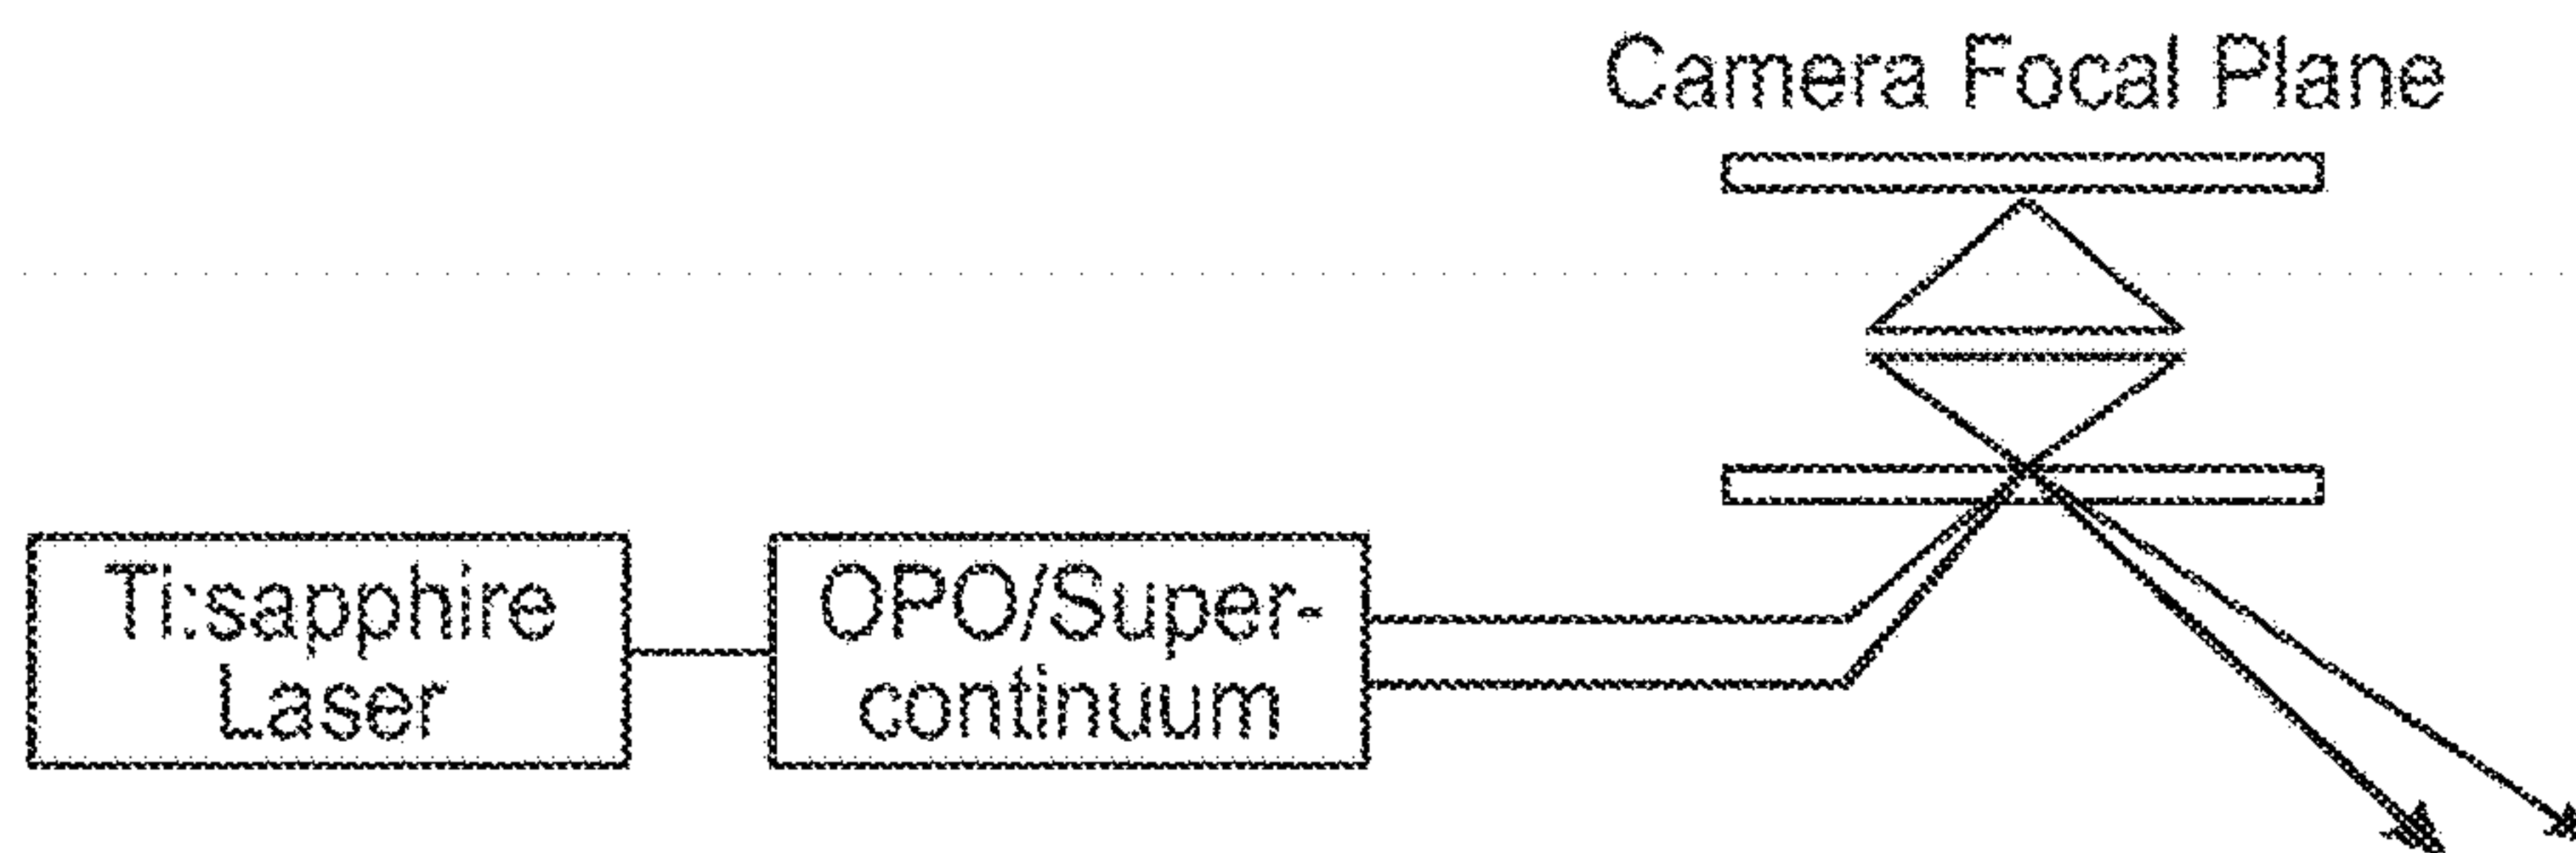 Camera Focal Plane
Ti:sapphire
Laser
OPO/Super-
continuum